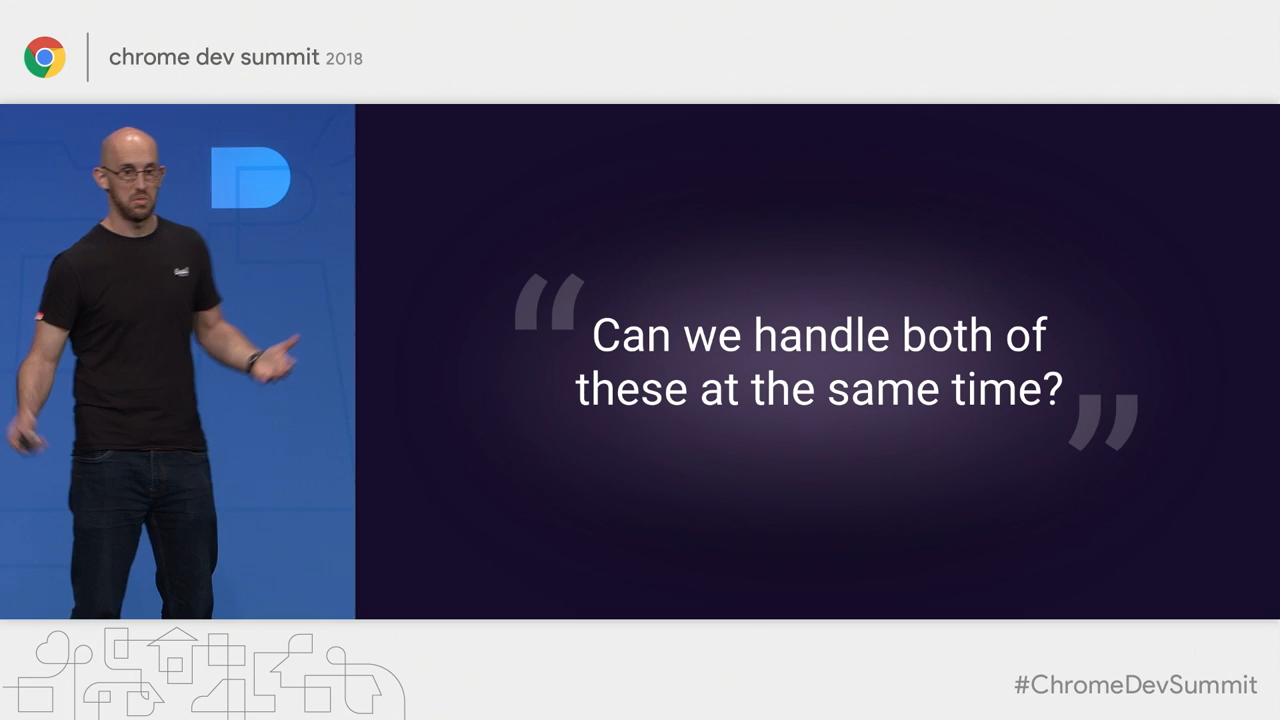 chrome dev summit 2018
“
Can we handle both of
these at the same time?
”
#ChromeDevSummit